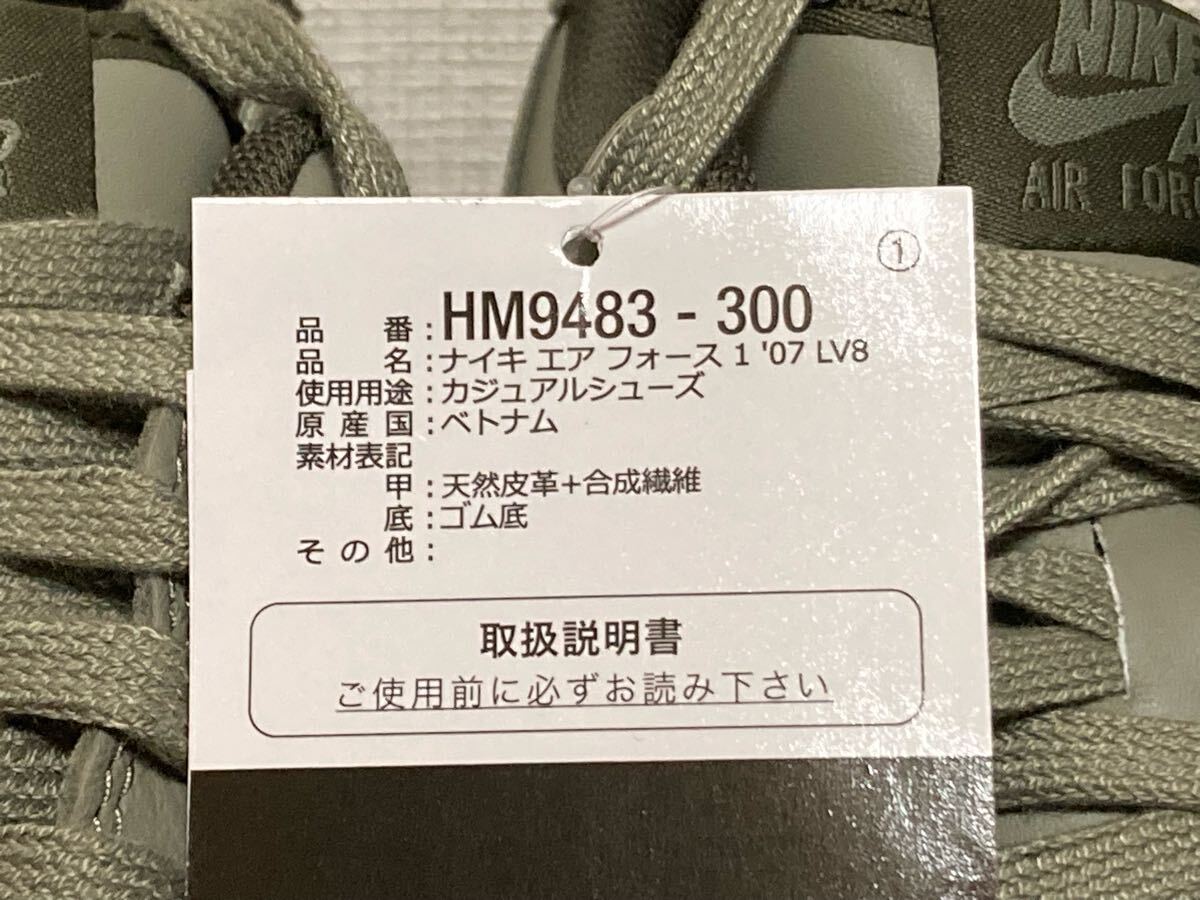 NIKE
AIR FOR
①
品番：HM9483 - 300
品名：ナイキ エア フォース 1 '07 LV8
使用用途：カジュアルシューズ
原産国：ベトナム
素材表記
甲：天然皮革+合成繊維
底：ゴム底
その他：
取扱説明書
ご使用前に必ずお読み下さい